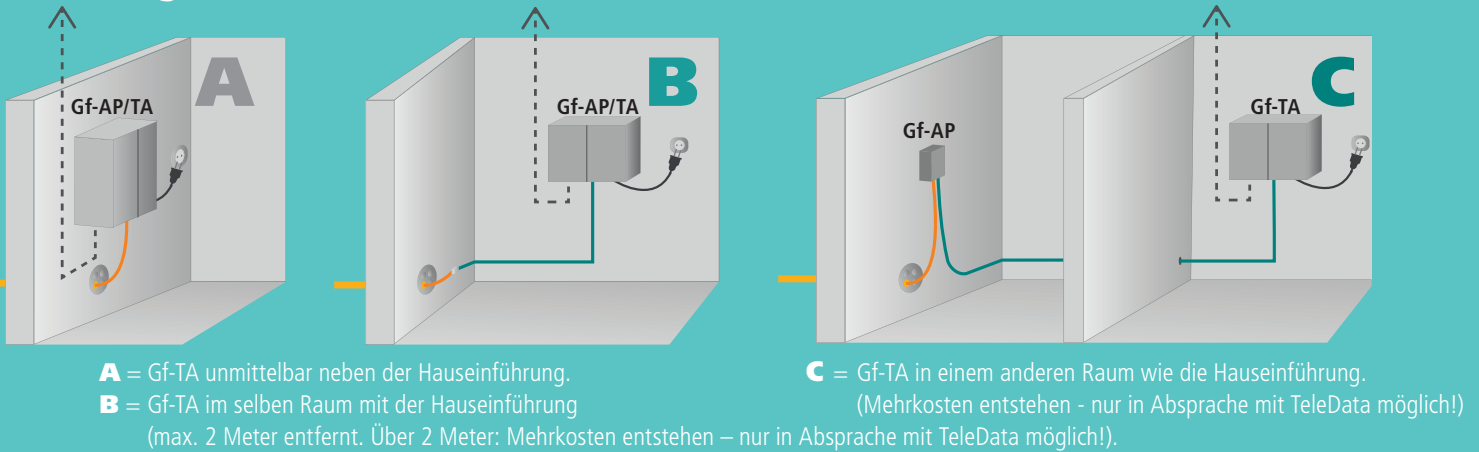 A
Gf-AP/TA
B
Gf-AP/TA
C
Gf-AP
Gf-TA
A = Gf-TA unmittelbar neben der Hauseinführung.
B = Gf-TA im selben Raum mit der Hauseinführung
(max. 2 Meter entfernt. Über 2 Meter: Mehrkosten entstehen – nur in Absprache mit TeleData möglich!).
C = Gf-TA in einem anderen Raum wie die Hauseinführung.
(Mehrkosten entstehen - nur in Absprache mit TeleData möglich!)